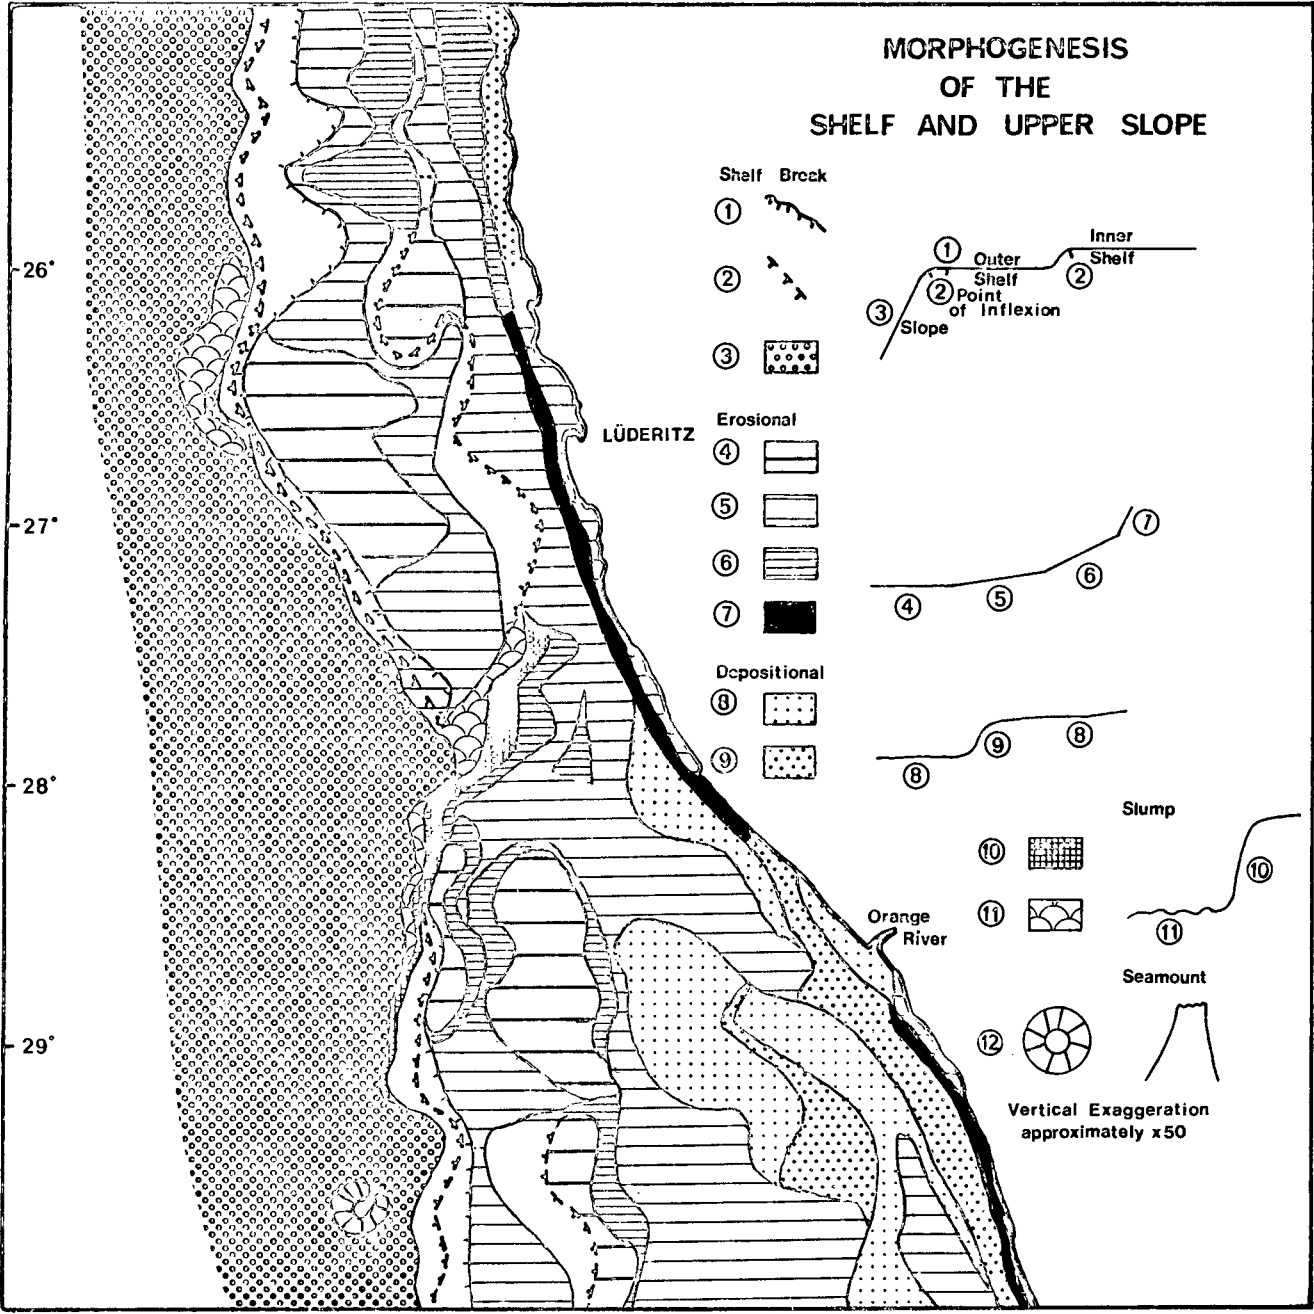 MORPHOGENESIS
OF THE
SHELF AND UPPER SLOPE
Shelf Break
①
②
③
① Outer Shelf
② Point of Inflexion
③ Slope
Inner Shelf
②
26°
LÜDERITZ
Erosional
④
⑤
⑥
⑦
④ ⑤ ⑥ ⑦
27°
Depositional
⑧
⑨
⑧ ⑨ ⑧
28°
Slump
⑩
⑪
⑩
⑪
Orange
River
Seamount
⑫
29°
Vertical Exaggeration
approximately x50